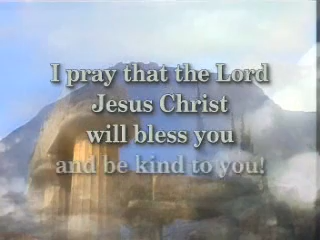 I pray that the Lord
Jesus Christ
will bless you
and be kind to you!